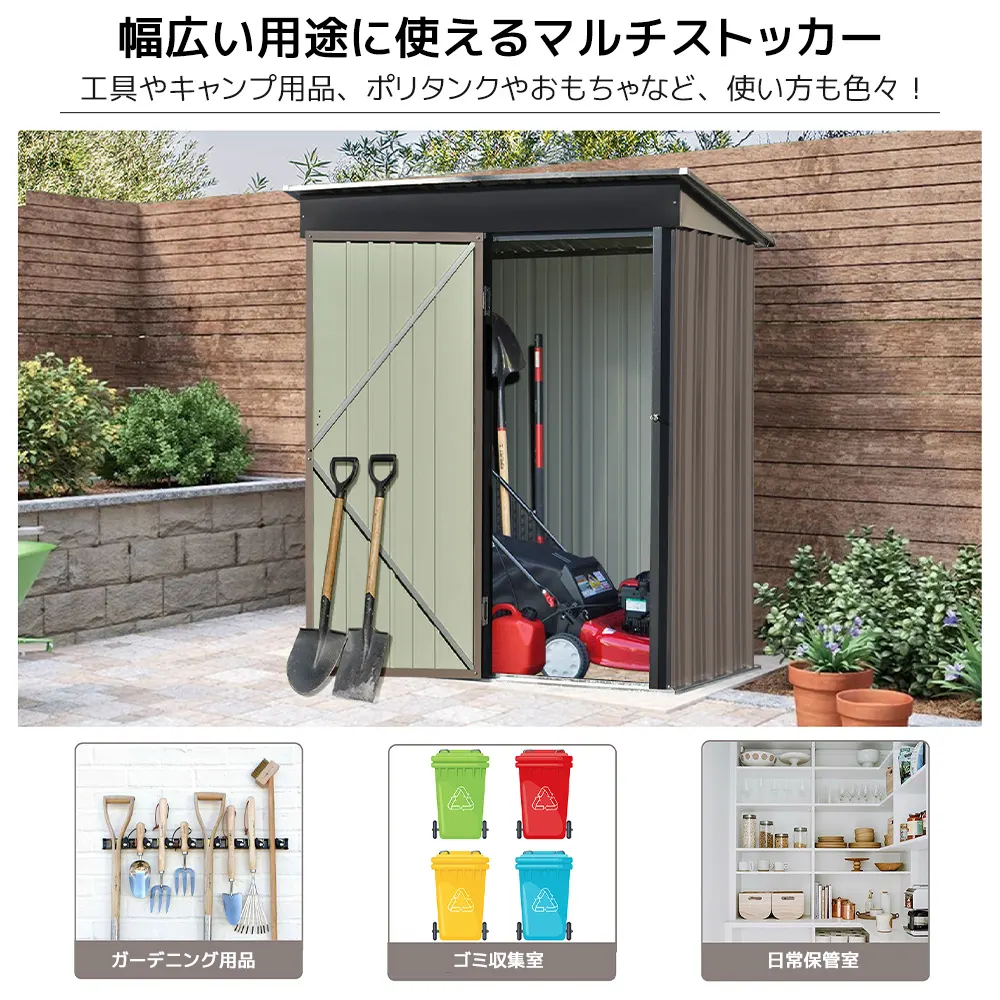 幅広い用途に使えるマルチストッカー
工具やキャンプ用品、ポリタンクやおもちゃなど、使い方も色々！
ガーデニング用品
ゴミ収集室
日常保管室